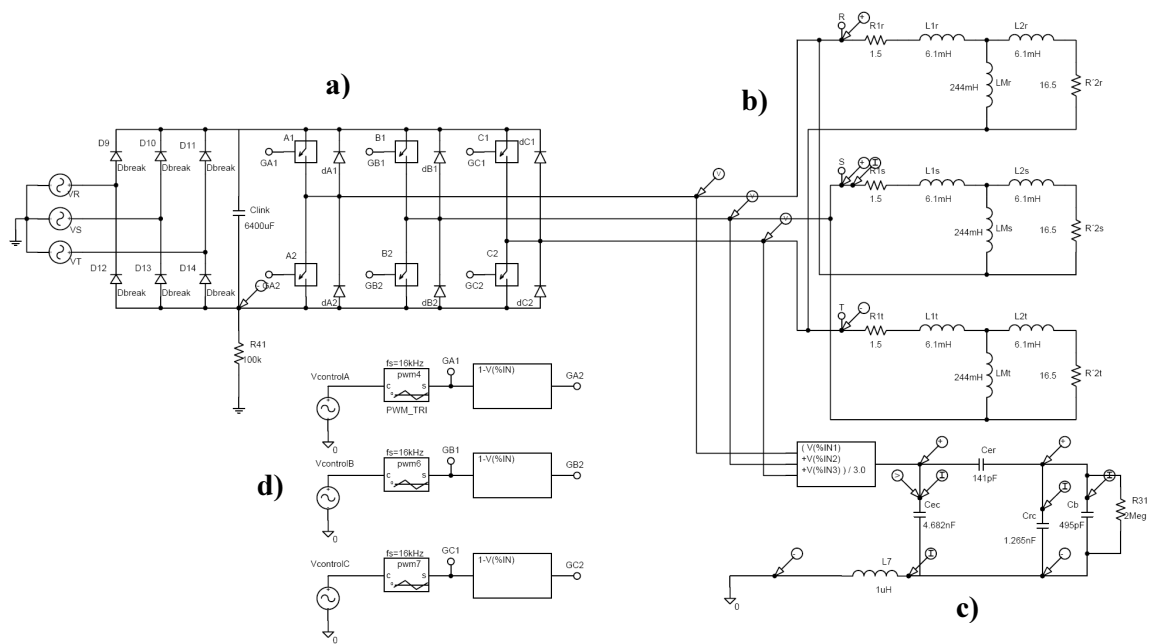 a)
D9
D10
D11
Dbreak
Dbreak
Dbreak
VR
VS
VT
D12
D13
D14
Dbreak
Dbreak
Dbreak
Clink
6400uF
A1
GA1
dA1
B1
GB1
dB1
C1
GC1
dC1
A2
GA2
dA2
B2
GB2
dB2
C2
GC2
dC2
-
R41
100k
V
V
V
b)
R
+
R1r
1.5
L1r
6.1mH
L2r
6.1mH
244mH
LMr
16.5
R´2r
S
+
I
R1s
1.5
L1s
6.1mH
L2s
6.1mH
244mH
LMs
16.5
R´2s
T
-
R1t
1.5
L1t
6.1mH
L2t
6.1mH
244mH
LMt
16.5
R´2t
( V(%IN1)
+V(%IN2)
+V(%IN3) ) / 3.0
+
Cer
141pF
+
V
I
Cec
4.682nF
I
Crc
1.265nF
I
Cb
495pF
R31
2Meg
-
L7
1uH
I
-
0
c)
d)
VcontrolA
fs=16kHz
pwm4
c
s
PWM_TRI
GA1
1-V(%IN)
GA2
0
VcontrolB
fs=16kHz
pwm6
c
s
GB1
1-V(%IN)
GB2
0
VcontrolC
fs=16kHz
pwm7
c
s
GC1
1-V(%IN)
GC2
0